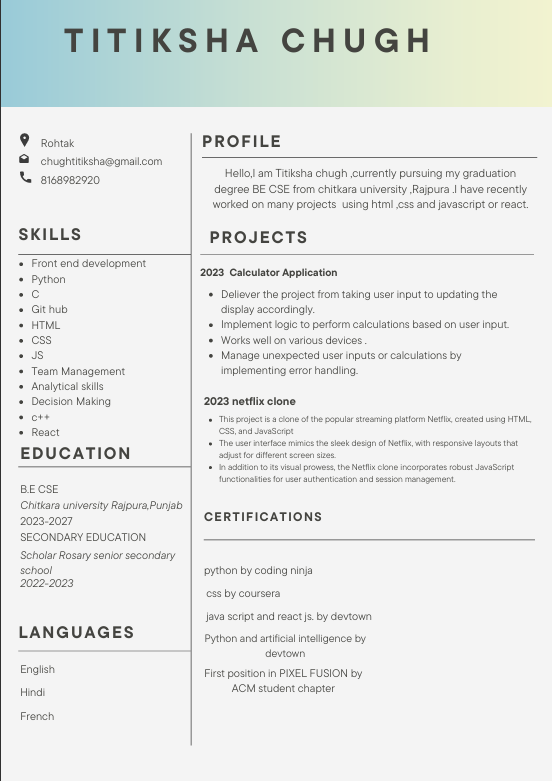 TITIKSHA CHUGH
Rohtak
chughtitiksha@gmail.com
8168982920
SKILLS
• Front end development
• Python
• C
• Git hub
• HTML
• CSS
• JS
• Team Management
• Analytical skills
• Decision Making
• c++
• React
EDUCATION
B.E CSE
Chitkara university Rajpura,Punjab
2023-2027
SECONDARY EDUCATION
Scholar Rosary senior secondary
school
2022-2023
LANGUAGES
English
Hindi
French
PROFILE
Hello,I am Titiksha chugh ,currently pursuing my graduation
degree BE CSE from chitkara university ,Rajpura .I have recently
worked on many projects using html ,css and javascript or react.
PROJECTS
2023 Calculator Application
• Deliever the project from taking user input to updating the
display accordingly.
• Implement logic to perform calculations based on user input.
• Works well on various devices .
• Manage unexpected user inputs or calculations by
implementing error handling.
2023 netflix clone
• This project is a clone of the popular streaming platform Netflix, created using HTML,
CSS, and JavaScript
• The user interface mimics the sleek design of Netflix, with responsive layouts that
adjust for different screen sizes.
• In addition to its visual prowess, the Netflix clone incorporates robust JavaScript
functionalities for user authentication and session management.
CERTIFICATIONS
python by coding ninja
css by coursera
java script and react js. by devtown
Python and artificial intelligence by
devtown
First position in PIXEL FUSION by
ACM student chapter